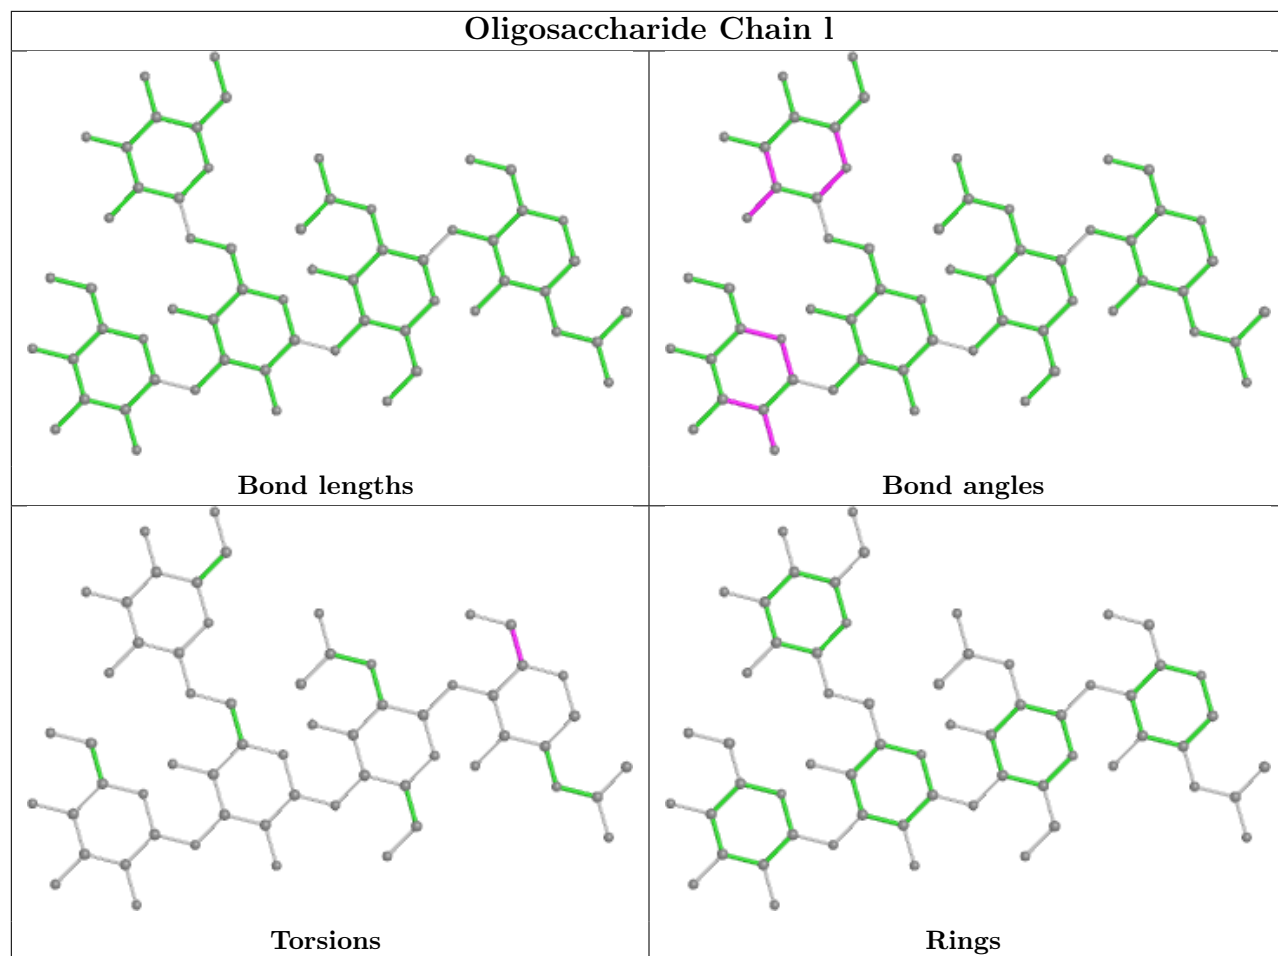 Oligosaccharide Chain l
Bond lengths
Bond angles
Torsions
Rings